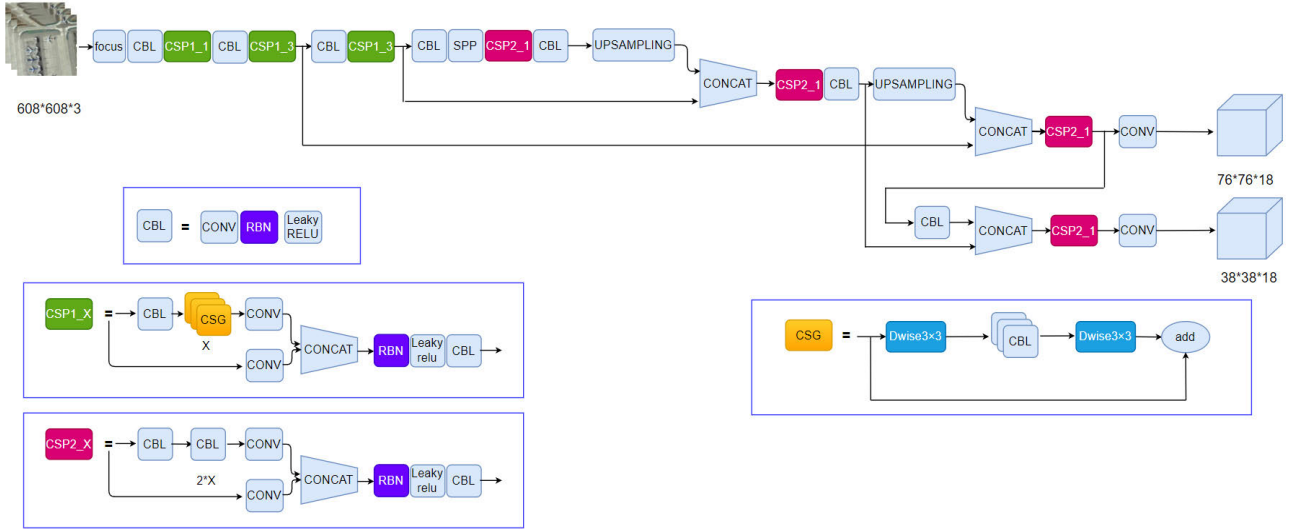 focus CBL CSP1_1 CBL CSP1_3 CBL CSP1_3 CBL SPP CSP2_1 CBL UPSAMPLING
CONCAT CSP2_1 CBL UPSAMPLING
608*608*3
CONCAT CSP2_1 CONV
76*76*18
CBL
CONCAT CSP2_1 CONV
38*38*18
CBL = CONV RBN Leaky
RELU
CSP1_X = CBL CSG CONV
X
CONCAT RBN Leaky
relu CBL
CONV
CSG = Dwise3×3 CBL Dwise3×3 add
CSP2_X = CBL CBL CONV
2*X
CONCAT RBN Leaky
relu CBL
CONV